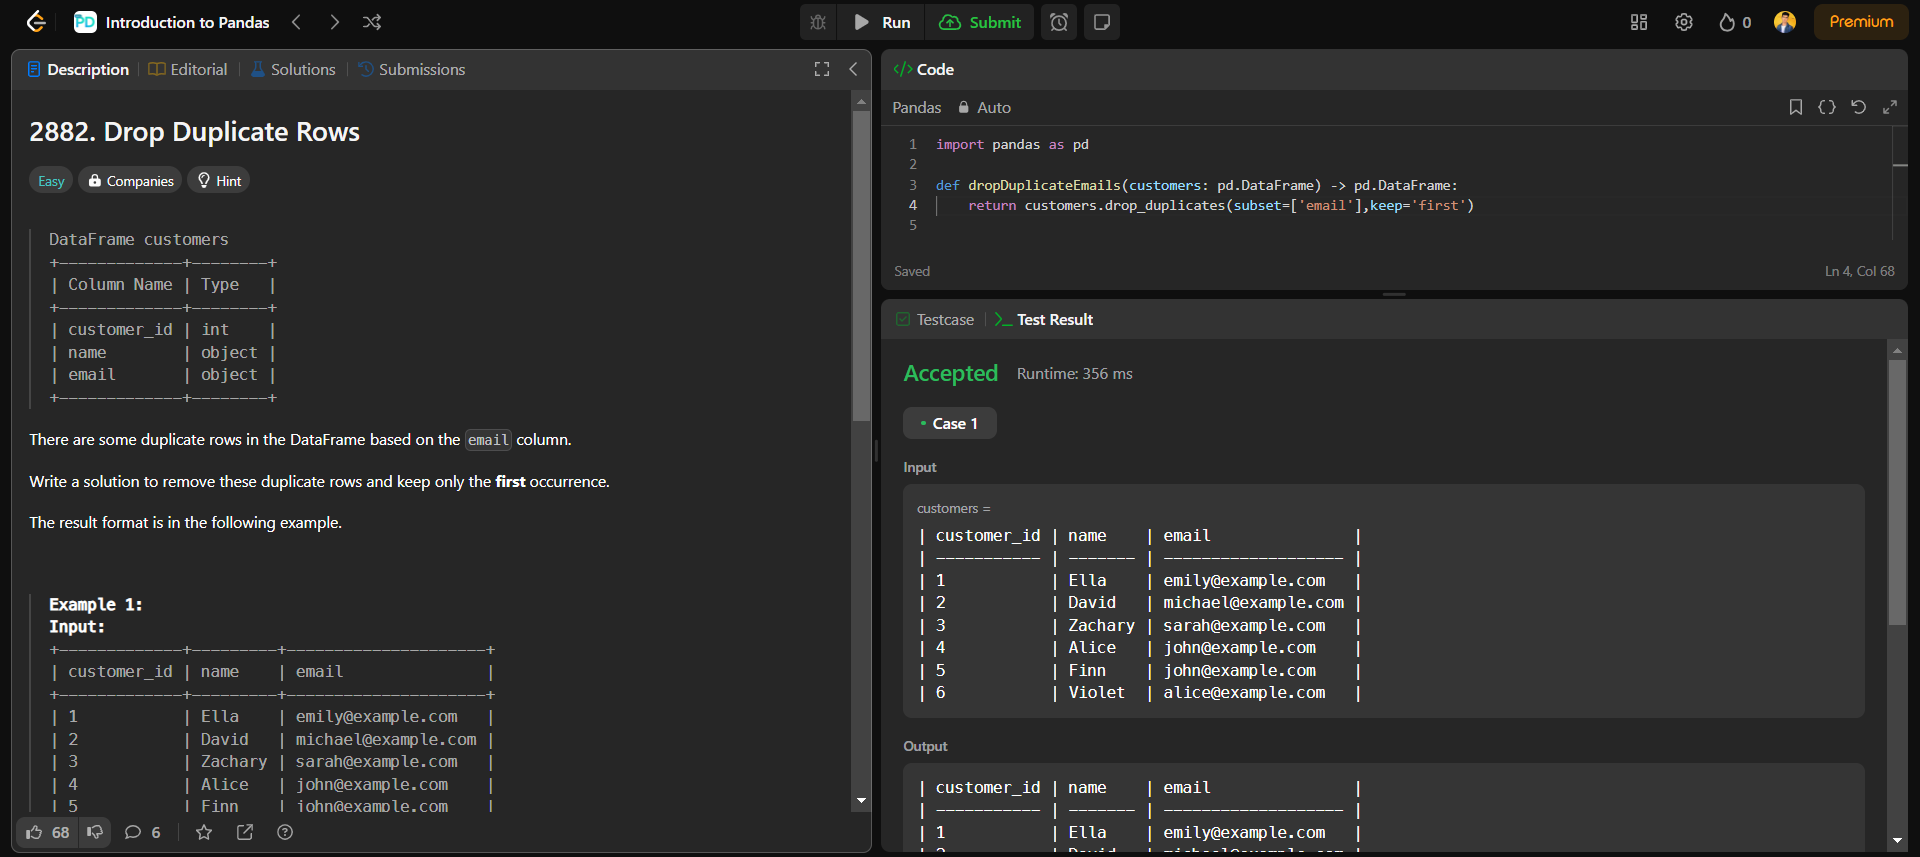 Introduction to Pandas
Run
Submit
0
Premium
Description
Editorial
Solutions
Submissions
2882. Drop Duplicate Rows
Easy
Companies
Hint
DataFrame customers
+-------------+--------+
| Column Name | Type   |
+-------------+--------+
| customer_id | int    |
| name        | object |
| email       | object |
+-------------+--------+
There are some duplicate rows in the DataFrame based on the email column.
Write a solution to remove these duplicate rows and keep only the first occurrence.
The result format is in the following example.
Example 1:
Input:
+-------------+---------+---------------------+
| customer_id | name    | email               |
+-------------+---------+---------------------+
| 1           | Ella    | emily@example.com   |
| 2           | David   | michael@example.com |
| 3           | Zachary | sarah@example.com   |
| 4           | Alice   | john@example.com    |
| 5           | Finn    | john@example.com    |
68
6
Code
Pandas
Auto
1 import pandas as pd
2
3 def dropDuplicateEmails(customers: pd.DataFrame) -> pd.DataFrame:
4     return customers.drop_duplicates(subset=['email'],keep='first')
5
Saved
Ln 4, Col 68
Testcase
Test Result
Accepted
Runtime: 356 ms
Case 1
Input
customers =
| customer_id | name    | email               |
| ----------- | ------- | ------------------- |
| 1           | Ella    | emily@example.com   |
| 2           | David   | michael@example.com |
| 3           | Zachary | sarah@example.com   |
| 4           | Alice   | john@example.com    |
| 5           | Finn    | john@example.com    |
| 6           | Violet  | alice@example.com   |
Output
| customer_id | name    | email               |
| ----------- | ------- | ------------------- |
| 1           | Ella    | emily@example.com   |